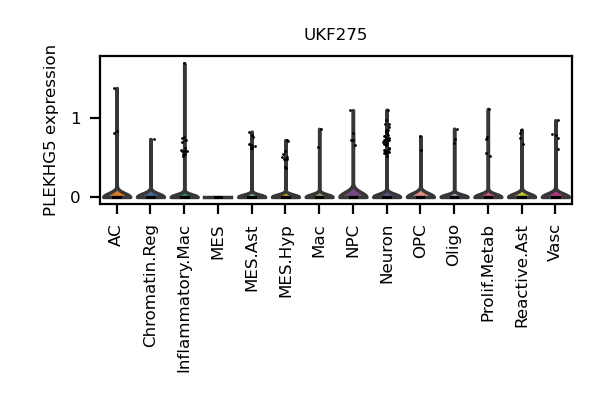 UKF275
PLEKHG5 expression
1
0
AC
Chromatin.Reg
Inflammatory.Mac
MES
MES.Ast
MES.Hyp
Mac
NPC
Neuron
OPC
Oligo
Prolif.Metab
Reactive.Ast
Vasc